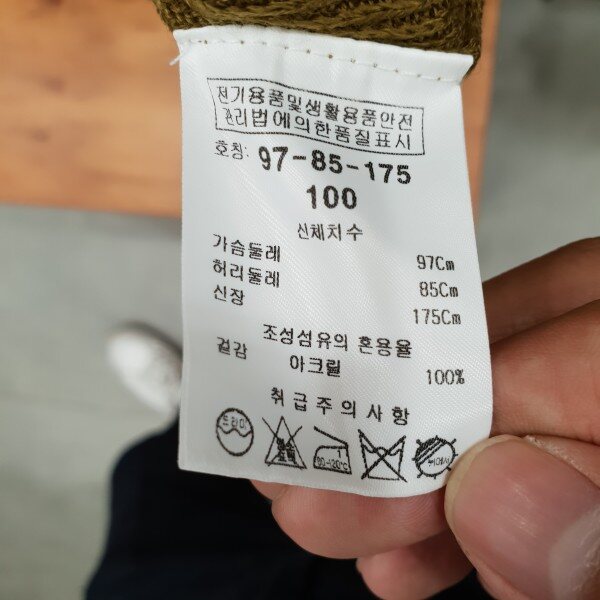 전기용품및생활용품안전
관리법에의한품질표시
호칭: 97-85-175
100
신체치수
가슴둘레 97Cm
허리둘레 85Cm
신장 175Cm
조성섬유의 혼용율
겉감 아크릴 100%
취급주의사항
드라이